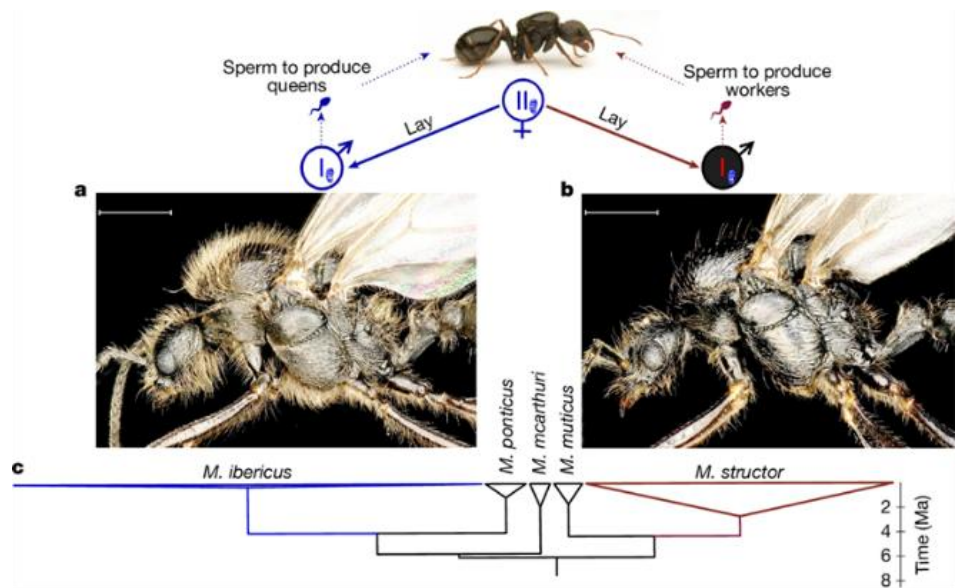 Sperm to produce
queens
Sperm to produce
workers
II
Lay
Lay
I
I
a
b
M. ponticus
M. mcarthuri
M. muticus
c
M. ibericus
M. structor
2
4
6
8
Time (Ma)